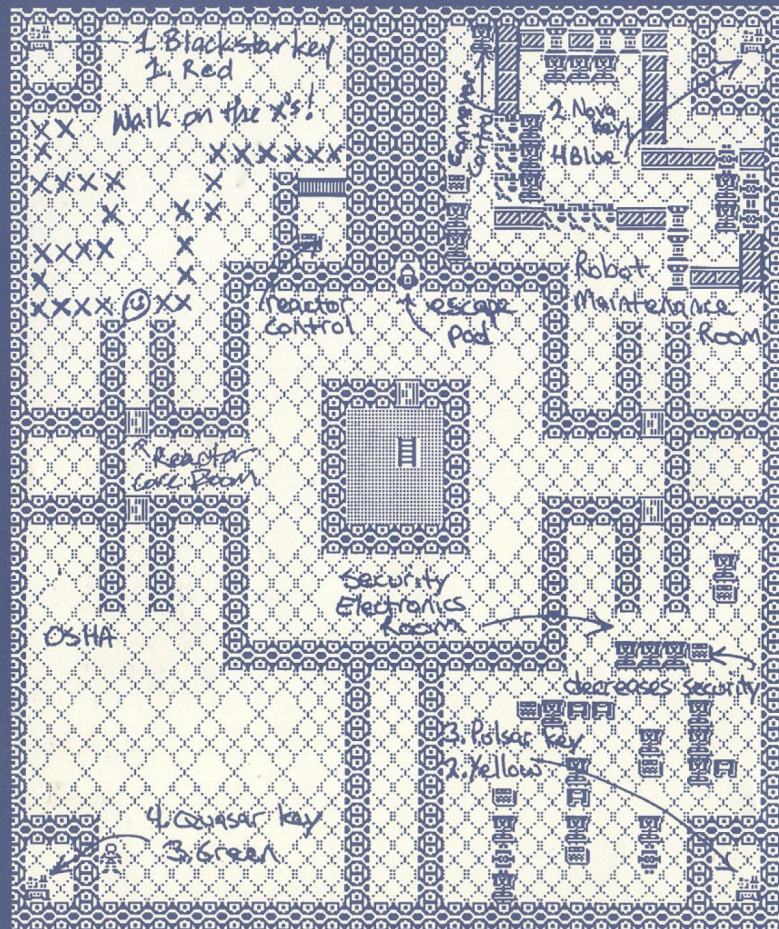 1. Blackstar key
1. Red
Walk on the x's!
X X
X
X X X X X X
X X X X X
X X X
X X X X X
X X
X X X X X X
Conveyor
Control
2. Nova
key
4 Blue
reactor
control
escape
pod
Robot
Maintenance
Room
Reactor
Core Room
Security
Electronics
Room
OSHA
decreases security
3. Pulsar key
2. Yellow
4. Quasar key
3. Green